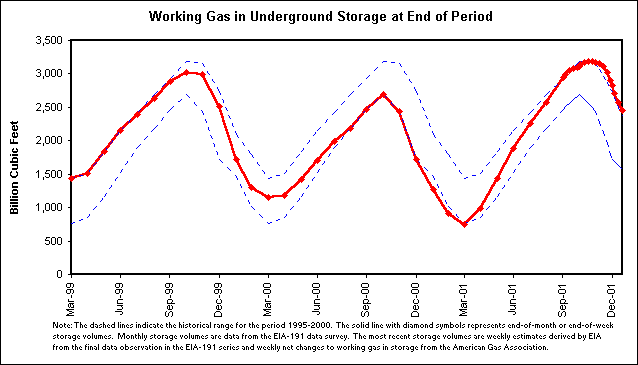 Working Gas in Underground Storage at End of Period
3,500
3,000
2,500
2,000
1,500
1,000
500
0
Billion Cubic Feet
Mar-99
Jun-99
Sep-99
Dec-99
Mar-00
Jun-00
Sep-00
Dec-00
Mar-01
Jun-01
Sep-01
Dec-01
Note: The dashed lines indicate the historical range for the period 1995-2000. The solid line with diamond symbols represents end-of-month or end-of-week
storage volumes. Monthly storage volumes are data from the EIA-191 data survey. The most recent storage volumes are weekly estimates derived by EIA
from the final data observation in the EIA-191 series and weekly net changes to working gas in storage from the American Gas Association.